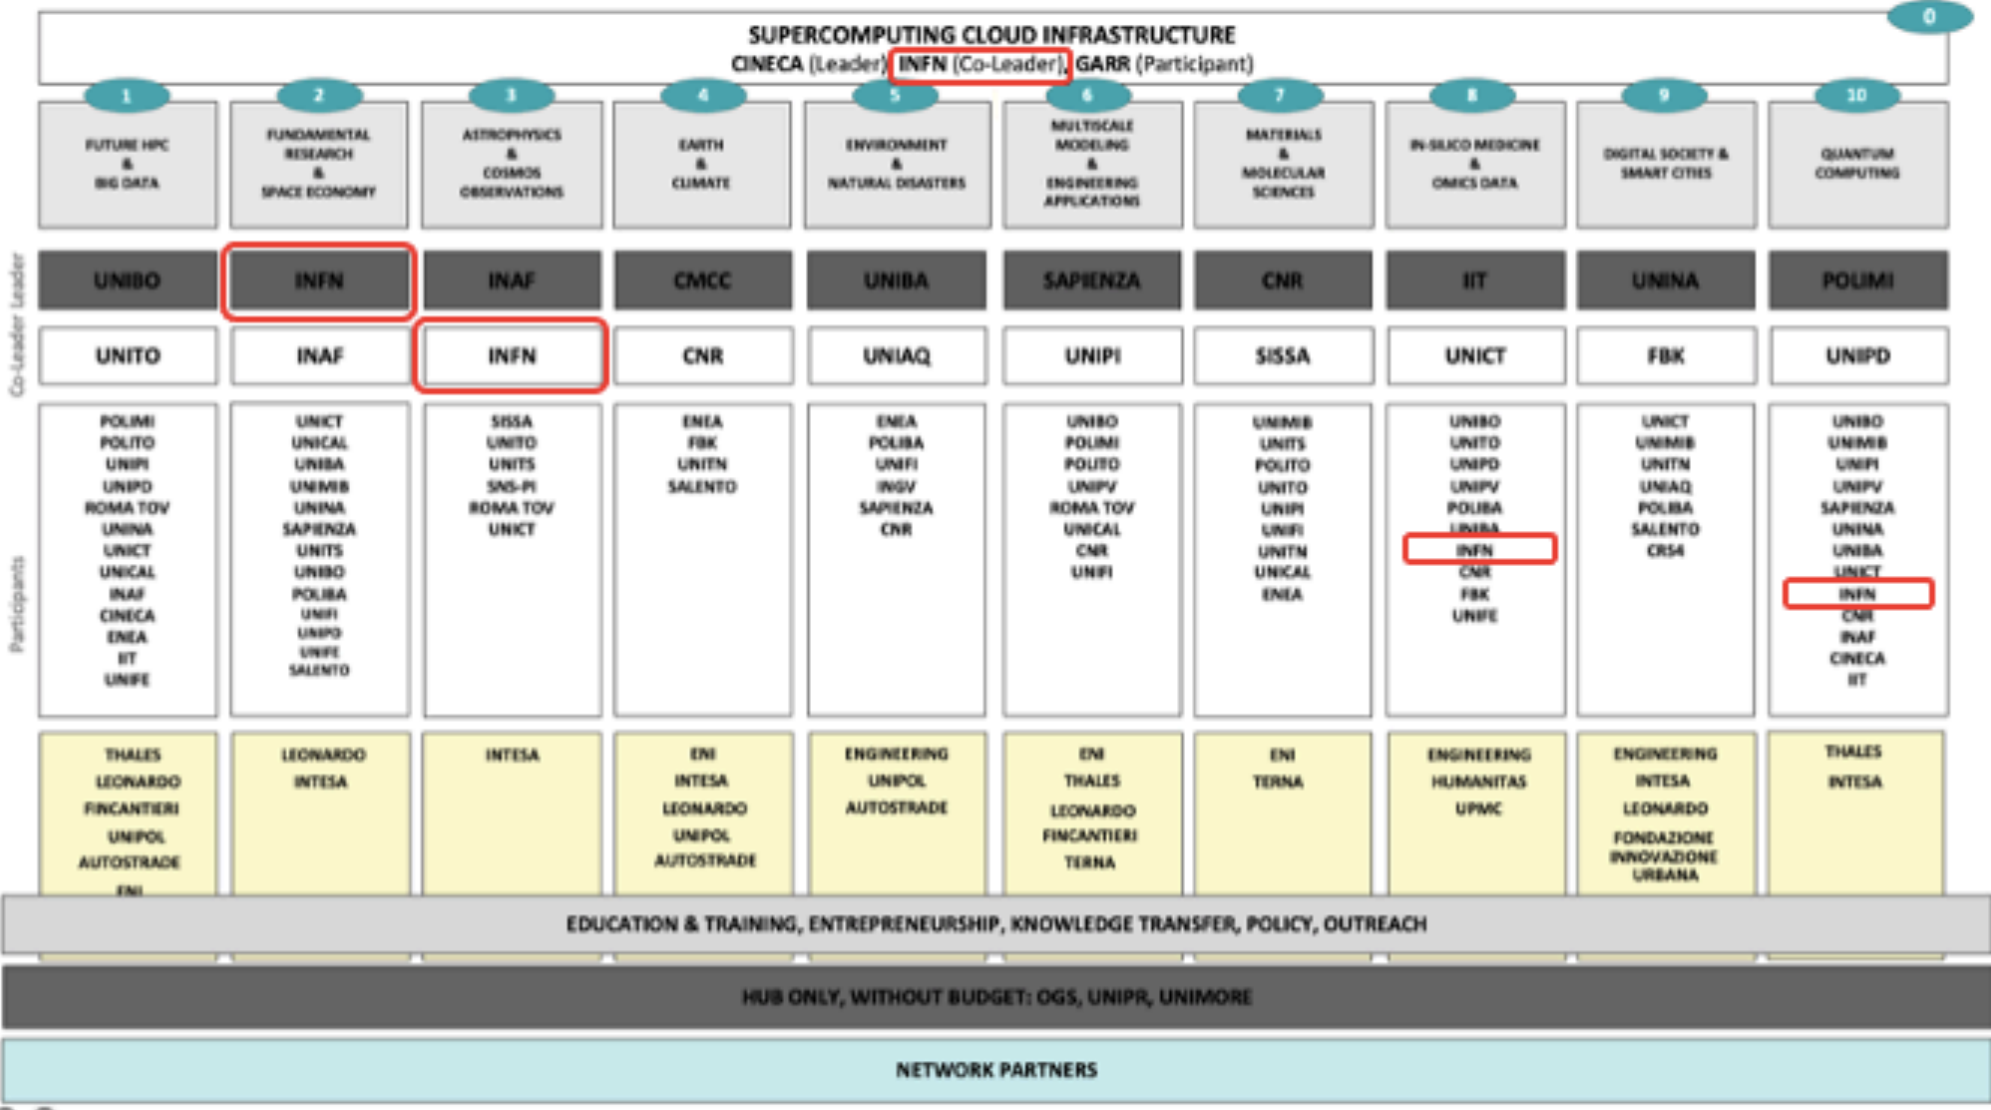 0
SUPERCOMPUTING CLOUD INFRASTRUCTURE
CINECA (Leader) INFN (Co-Leader), GARR (Participant)
1
FUTURE HPC
&
BIG DATA
2
FUNDAMENTAL
RESEARCH
&
SPACE ECONOMY
3
ASTROPHYSICS
&
COSMOS
OBSERVATIONS
4
EARTH
&
CLIMATE
5
ENVIRONMENT
&
NATURAL DISASTERS
6
MULTISCALE
MODELING
&
ENGINEERING
APPLICATIONS
7
MATERIALS
&
MOLECULAR
SCIENCES
8
IN-SILICO MEDICINE
&
OMICS DATA
9
DIGITAL SOCIETY &
SMART CITIES
10
QUANTUM
COMPUTING
Leader
UNIBO
INFN
INAF
CMCC
UNIBA
SAPIENZA
CNR
IIT
UNINA
POLIMI
Co-Leader
UNITO
INAF
INFN
CNR
UNIAQ
UNIPI
SISSA
UNICT
FBK
UNIPD
Participants
POLIMI
POLITO
UNIPI
UNIPD
ROMA TOV
UNINA
UNICT
UNICAL
INAF
CINECA
ENEA
IIT
UNIFE
UNICT
UNICAL
UNIBA
UNIMIB
UNINA
SAPIENZA
UNITS
UNIBO
POLIBA
UNIFI
UNIPD
UNIFE
SALENTO
SISSA
UNITO
UNITS
SNS-PI
ROMA TOV
UNICT
ENEA
FBK
UNITN
SALENTO
ENEA
POLIBA
UNIFI
INGV
SAPIENZA
CNR
UNIBO
POLIMI
POLITO
UNIPV
ROMA TOV
UNICAL
CNR
UNIFI
UNIMIB
UNITS
POLITO
UNITO
UNIPI
UNIFI
UNITN
UNICAL
ENEA
UNIBO
UNITO
UNIPD
UNIPV
POLIBA
UNIBA
INFN
CNR
FBK
UNIFE
UNICT
UNIMIB
UNITN
UNIAQ
POLIBA
SALENTO
CRS4
UNIBO
UNIMIB
UNIPI
UNIPV
SAPIENZA
UNINA
UNIBA
UNICT
INFN
CNR
INAF
CINECA
IIT
THALES
LEONARDO
FINCANTIERI
UNIPOL
AUTOSTRADE
ENI
LEONARDO
INTESA
INTESA
ENI
INTESA
LEONARDO
UNIPOL
AUTOSTRADE
ENGINEERING
UNIPOL
AUTOSTRADE
ENI
THALES
LEONARDO
FINCANTIERI
TERNA
ENI
TERNA
ENGINEERING
HUMANITAS
UPMC
ENGINEERING
INTESA
LEONARDO
FONDAZIONE
INNOVAZIONE
URBANA
THALES
INTESA
EDUCATION & TRAINING, ENTREPRENEURSHIP, KNOWLEDGE TRANSFER, POLICY, OUTREACH
HUB ONLY, WITHOUT BUDGET: OGS, UNIPR, UNIMORE
NETWORK PARTNERS